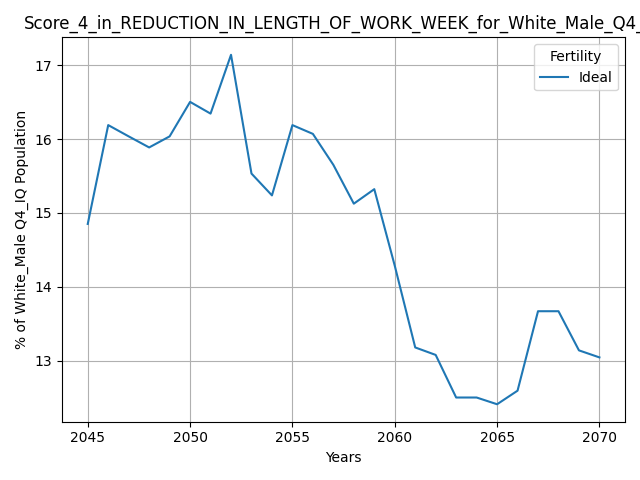 Score_4_in_REDUCTION_IN_LENGTH_OF_WORK_WEEK_for_White_Male_Q4_
Fertility
Ideal
% of White_Male Q4_IQ Population
17
16
15
14
13
2045 2050 2055 2060 2065 2070
Years